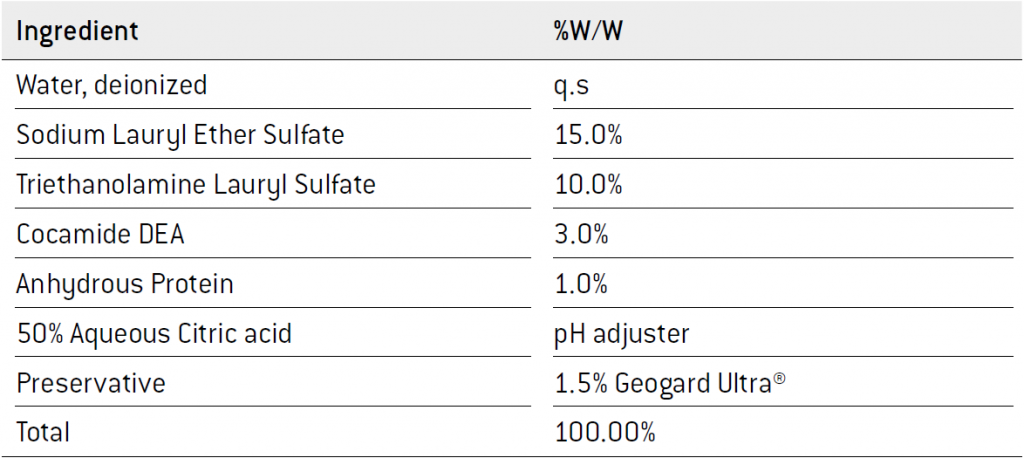 Ingredient %W/W
Water, deionized q.s
Sodium Lauryl Ether Sulfate 15.0%
Triethanolamine Lauryl Sulfate 10.0%
Cocamide DEA 3.0%
Anhydrous Protein 1.0%
50% Aqueous Citric acid pH adjuster
Preservative 1.5% Geogard Ultra®
Total 100.00%